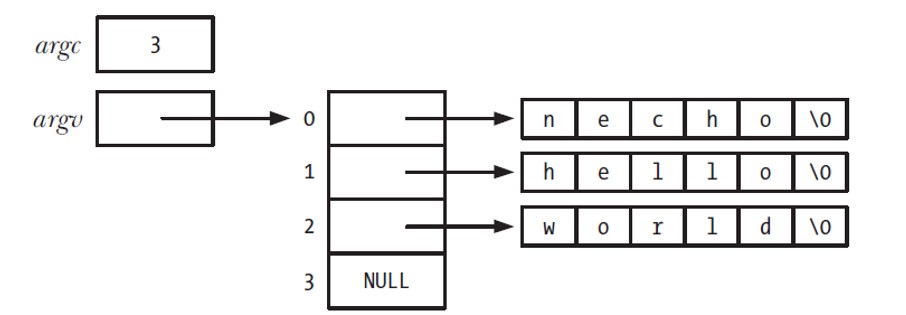 argc 3
argv 0 n e c h o \0
1 h e l l o \0
2 w o r l d \0
3 NULL